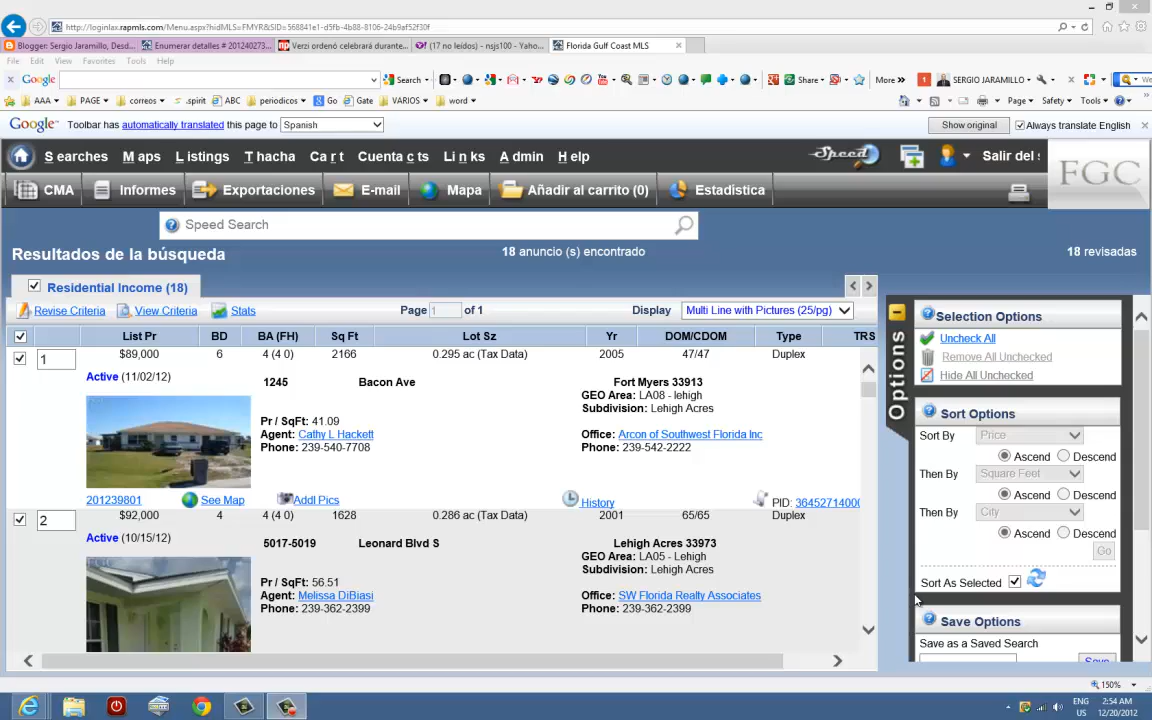 http://loginlax.rapmls.com/Menu.aspx?hidMLS=FMYR&SID=568841e1-d5fb-4b88-8106-24b9af52f30f
Blogger: Sergio Jaramillo, Desd... Enumerar detalles # 201240273... Verzi ordenó celebrará durante... (17 no leídos) - nsjs100 - Yaho... Florida Gulf Coast MLS
File Edit View Favorites Tools Help
Google Search Share More » 1 SERGIO JARAMILLO We
AAA PAGE correos .spirit ABC periodicos Go Gate VARIOS word Page Safety Tools
Google Toolbar has automatically translated this page to Spanish Show original Always translate English
S earches M aps L istings T hacha Ca r t Cuenta c ts Li n ks A dmin H elp Speed Salir del s
FGC
CMA Informes Exportaciones E-mail Mapa Añadir al carrito (0) Estadística
Speed Search
Resultados de la búsqueda 18 anuncio (s) encontrado 18 revisadas
Residential Income (18)
Revise Criteria View Criteria Stats Page 1 of 1 Display Multi Line with Pictures (25/pg)
List Pr BD BA (FH) Sq Ft Lot Sz Yr DOM/CDOM Type TRS
1 $89,000 6 4 (4 0) 2166 0.295 ac (Tax Data) 2005 47/47 Duplex
Active (11/02/12)
1245 Bacon Ave Fort Myers 33913
GEO Area: LA08 - lehigh
Subdivision: Lehigh Acres
Pr / SqFt: 41.09
Agent: Cathy L Hackett Office: Arcon of Southwest Florida Inc
Phone: 239-540-7708 Phone: 239-542-2222
201239801 See Map Addl Pics History PID: 3645271400
2 $92,000 4 4 (4 0) 1628 0.286 ac (Tax Data) 2001 65/65 Duplex
Active (10/15/12)
5017-5019 Leonard Blvd S Lehigh Acres 33973
GEO Area: LA05 - Lehigh
Subdivision: Lehigh Acres
Pr / SqFt: 56.51
Agent: Melissa DiBiasi Office: SW Florida Realty Associates
Phone: 239-362-2399 Phone: 239-362-2399
Options
Selection Options
Uncheck All
Remove All Unchecked
Hide All Unchecked
Sort Options
Sort By Price
Ascend Descend
Then By Square Feet
Ascend Descend
Then By City
Ascend Descend
Go
Sort As Selected
Save Options
Save as a Saved Search
Save
150%
ENG 2:54 AM
US 12/20/2012